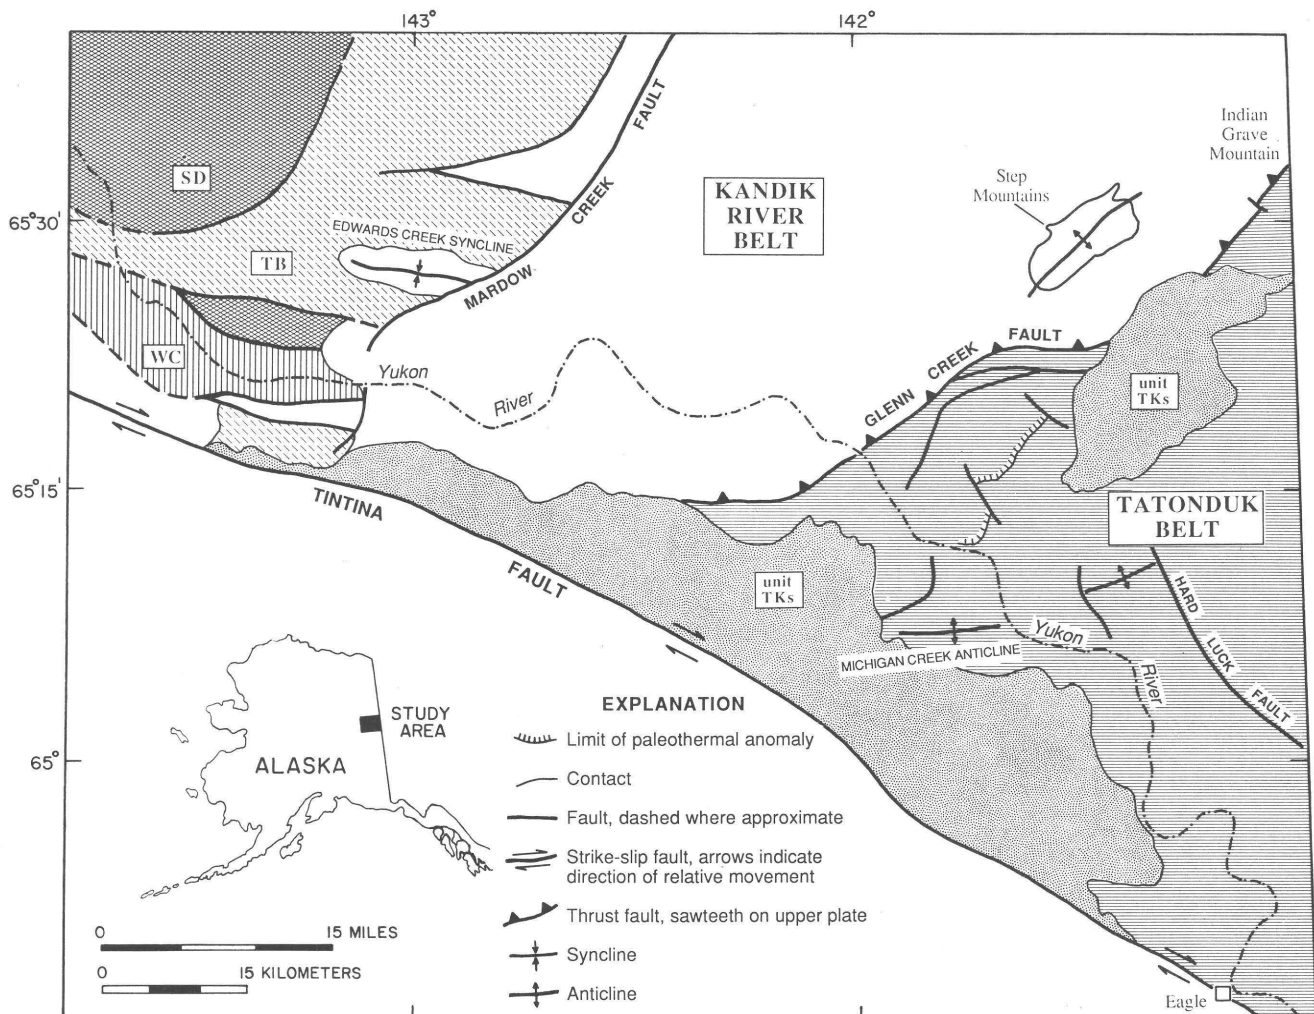 143°
142°
Indian
Grave
Mountain
SD
KANDIK
RIVER
BELT
Step
Mountains
FAULT
CREEK
MARDOW
65°30'
EDWARDS CREEK SYNCLINE
TB
WC
Yukon
River
GLENN CREEK FAULT
unit
TKs
65°15'
TINTINA
FAULT
TATONDUK
BELT
unit
TKs
HARD
LUCK
FAULT
Yukon
River
MICHIGAN CREEK ANTICLINE
65°
STUDY
AREA
ALASKA
EXPLANATION
Limit of paleothermal anomaly
Contact
Fault, dashed where approximate
Strike-slip fault, arrows indicate
direction of relative movement
Thrust fault, sawteeth on upper plate
Syncline
Anticline
0 15 MILES
0 15 KILOMETERS
Eagle